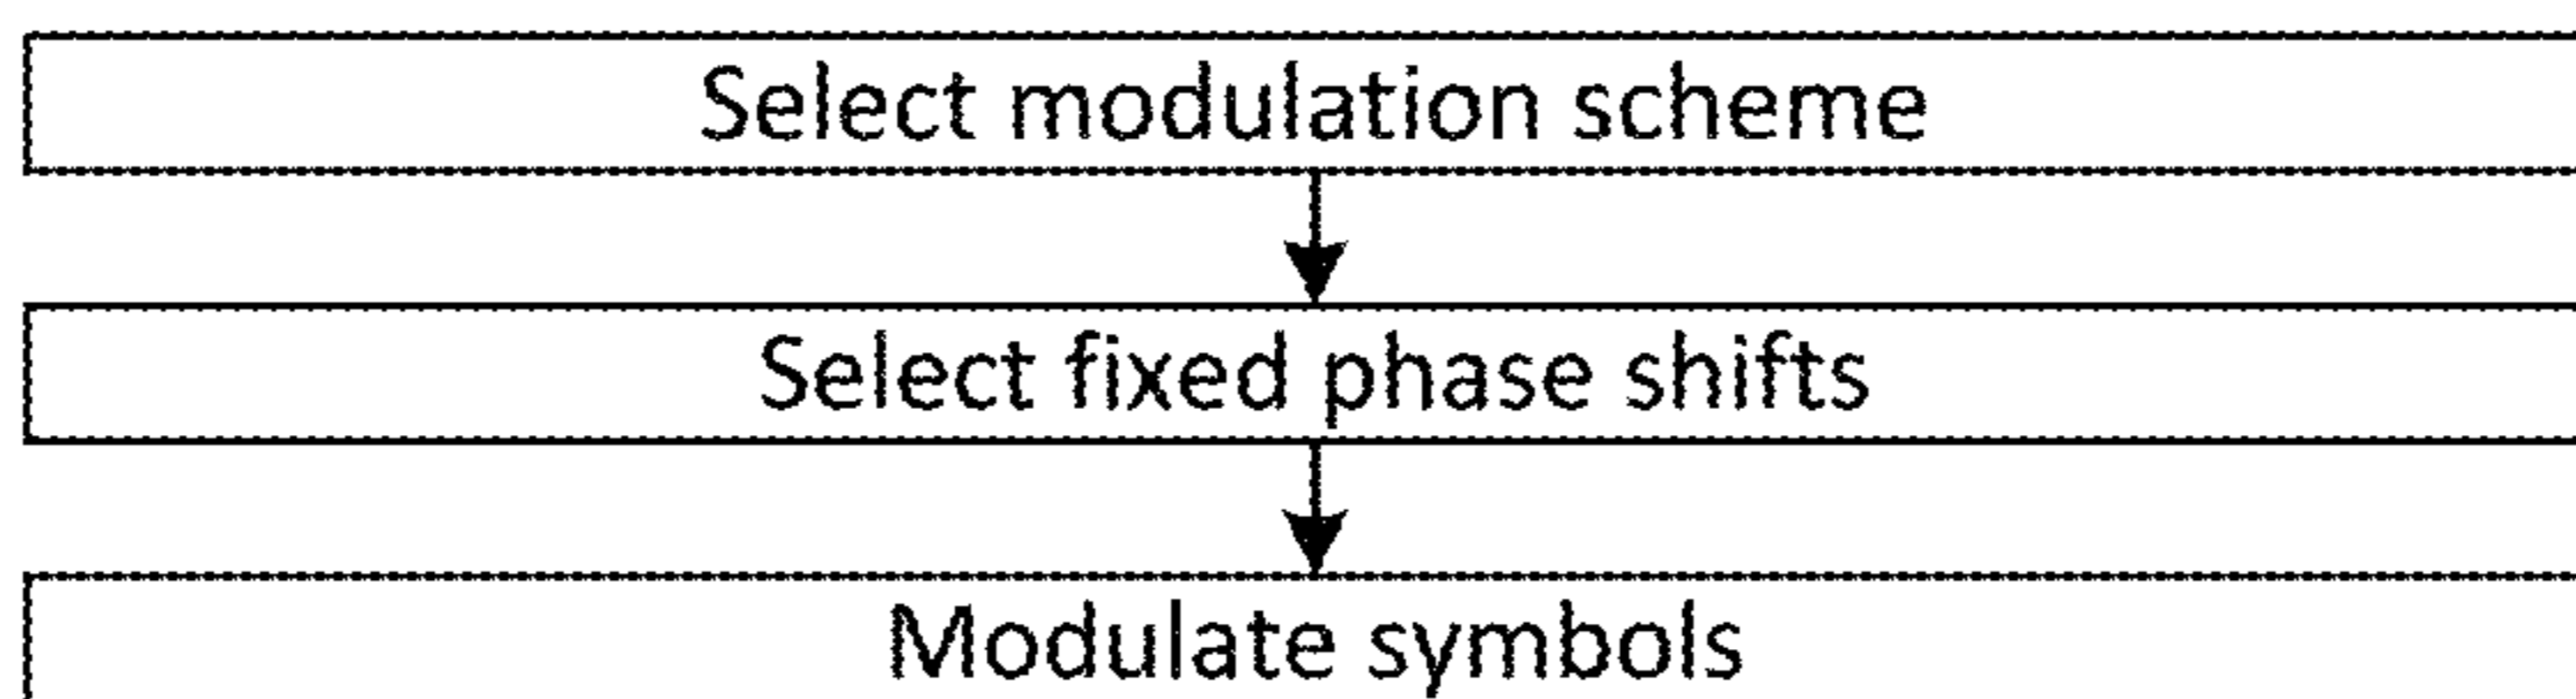 Select modulation scheme
Select fixed phase shifts
Modulate symbols